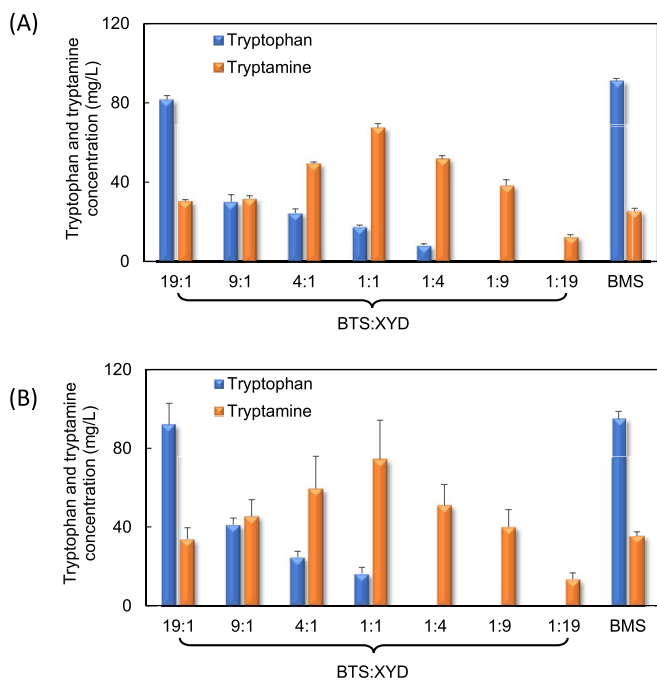 (A)
Tryptophan and tryptamine
concentration (mg/L)
120
80
40
0
Tryptophan
Tryptamine
19:1 9:1 4:1 1:1 1:4 1:9 1:19 BMS
BTS:XYD
(B)
Tryptophan and tryptamine
concentration (mg/L)
120
80
40
0
Tryptophan
Tryptamine
19:1 9:1 4:1 1:1 1:4 1:9 1:19 BMS
BTS:XYD